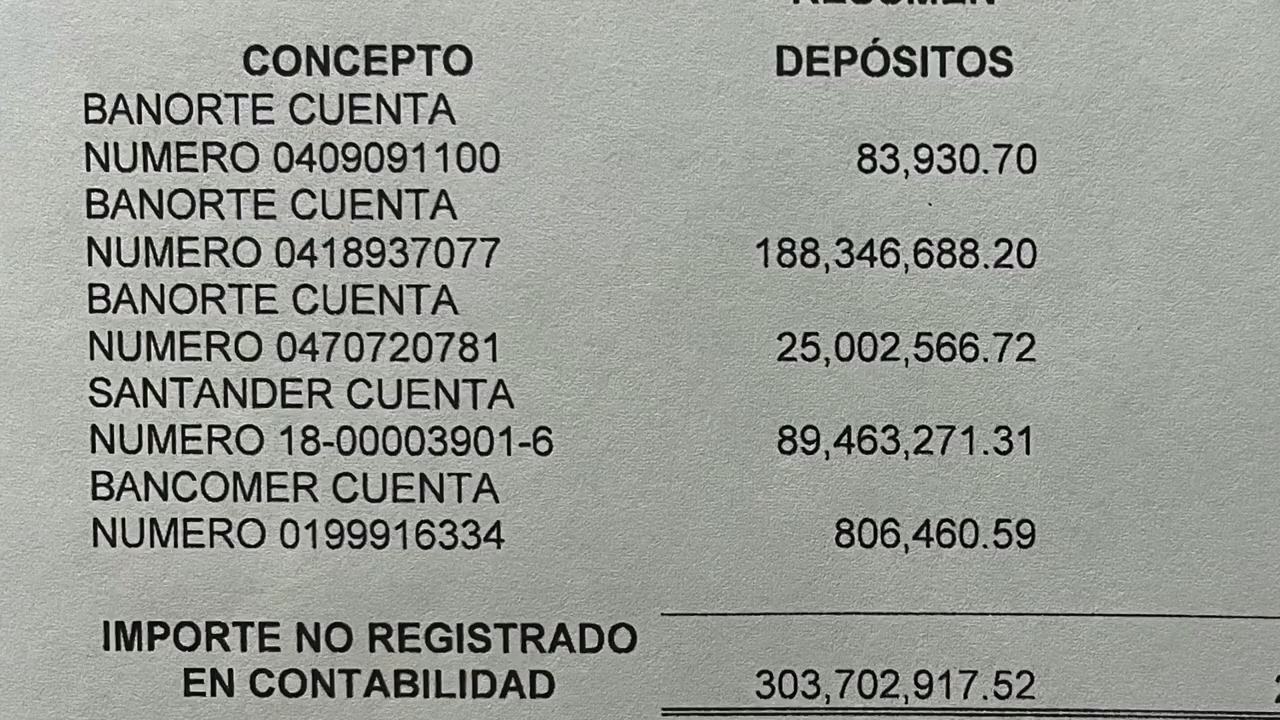 RESUMEN
CONCEPTO DEPÓSITOS
BANORTE CUENTA
NUMERO 0409091100 83,930.70
BANORTE CUENTA
NUMERO 0418937077 188,346,688.20
BANORTE CUENTA
NUMERO 0470720781 25,002,566.72
SANTANDER CUENTA
NUMERO 18-00003901-6 89,463,271.31
BANCOMER CUENTA
NUMERO 0199916334 806,460.59
IMPORTE NO REGISTRADO
EN CONTABILIDAD 303,702,917.52